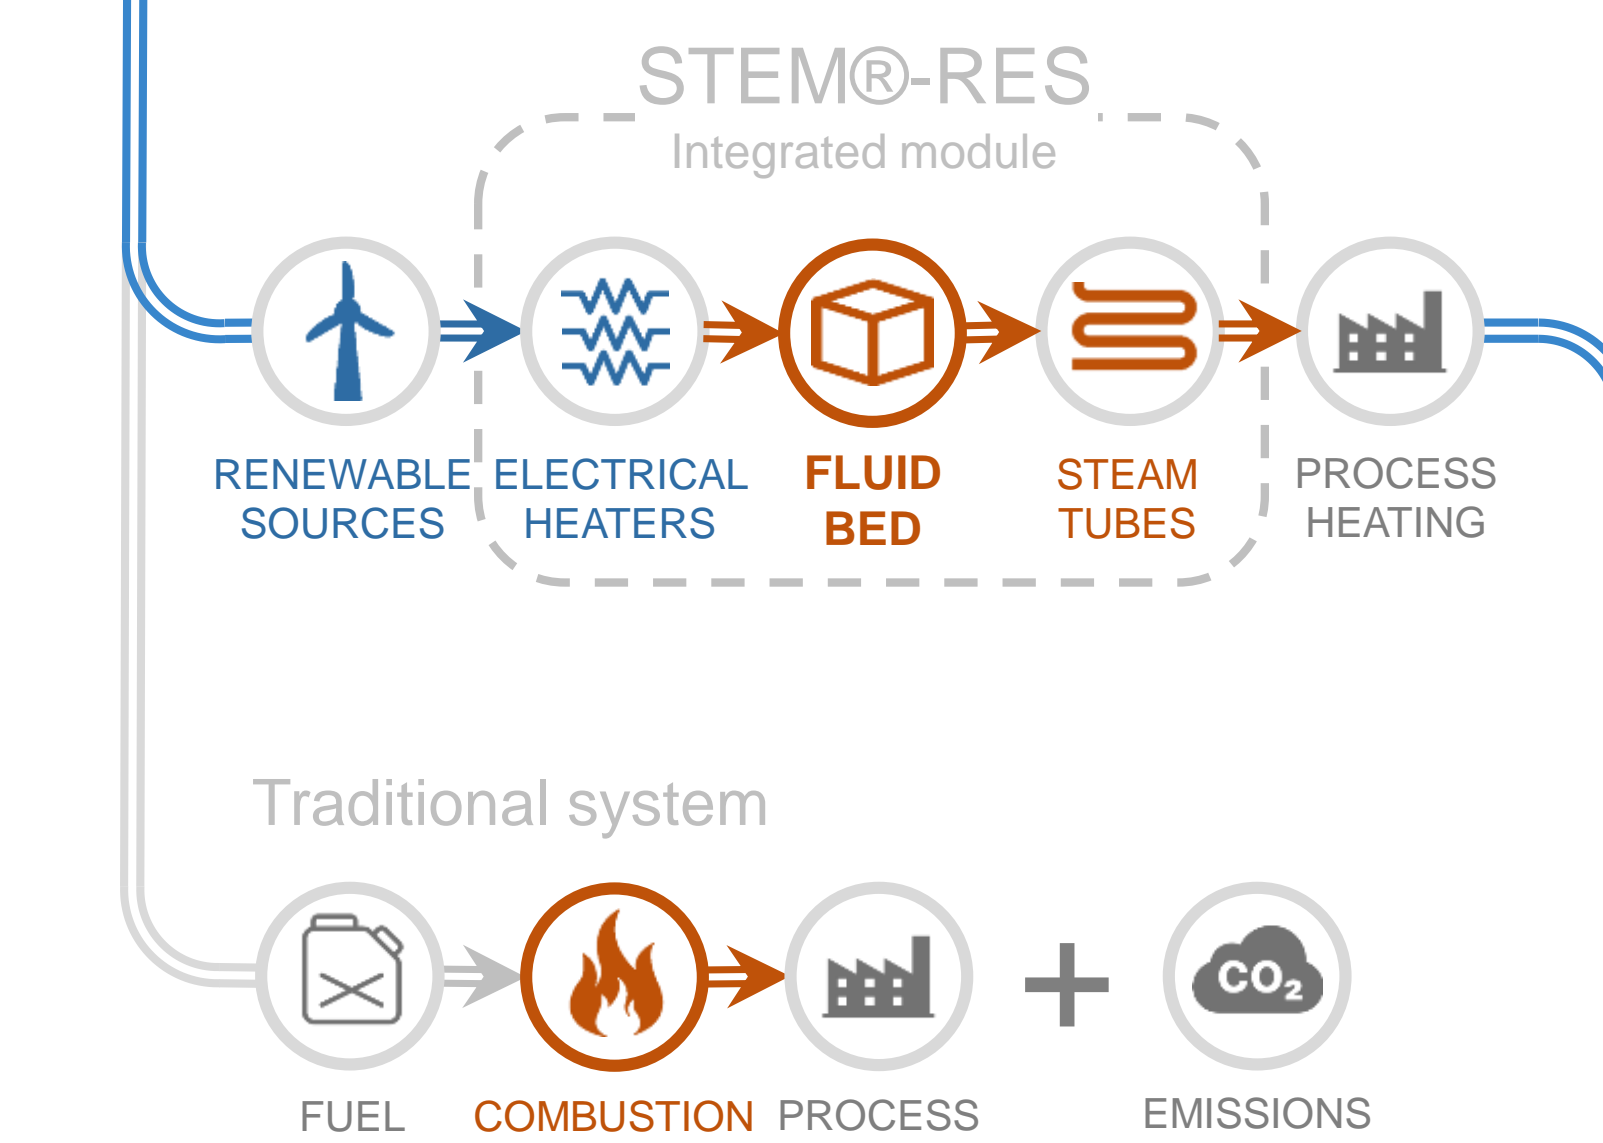 STEM®-RES
Integrated module
RENEWABLE SOURCES
ELECTRICAL HEATERS
FLUID BED
STEAM TUBES
PROCESS HEATING
Traditional system
CO₂
FUEL
COMBUSTION
PROCESS
EMISSIONS